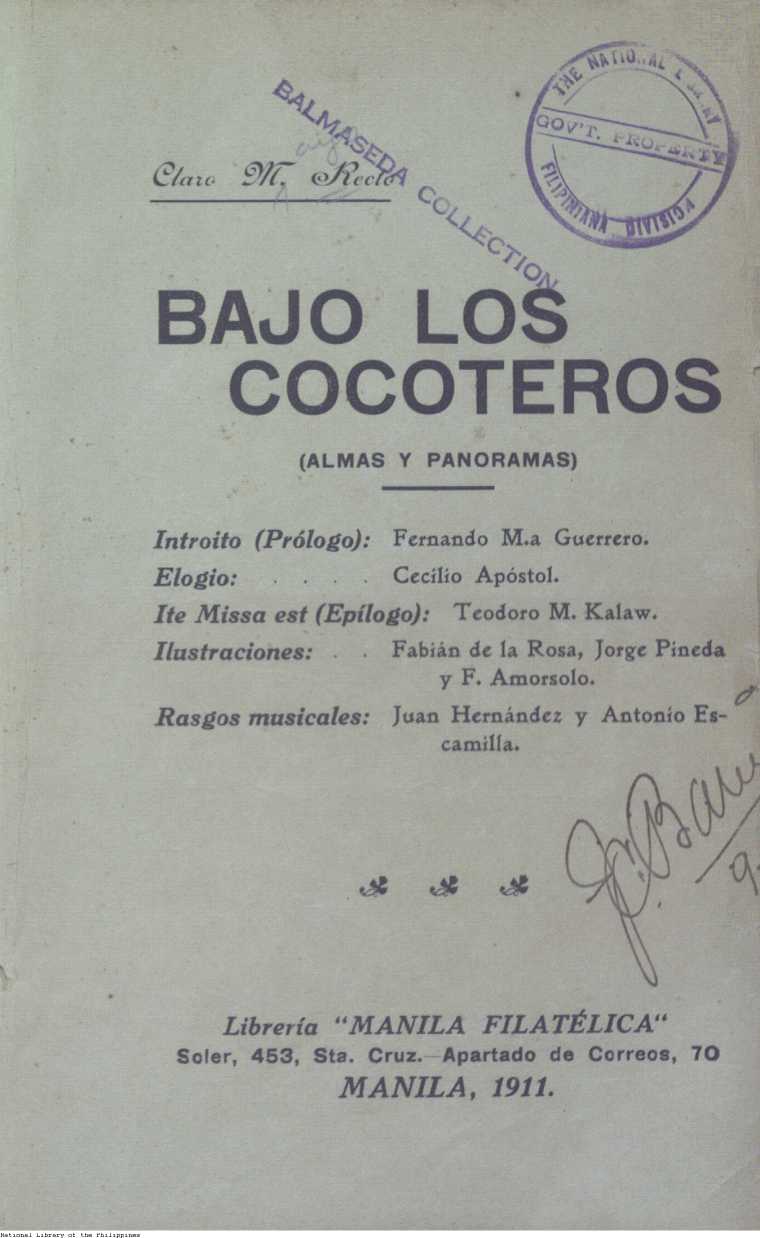 THE NATIONAL
GOV'T. PROPERTY
FILIPINIANA DIVISION
BALMASEDA COLLECTION
Claro M. Recto
BAJO LOS
COCOTEROS
(ALMAS Y PANORAMAS)
Introito (Prólogo): Fernando M.a Guerrero.
Elogio: . . . . Cecilio Apóstol.
Ite Missa est (Epílogo): Teodoro M. Kalaw.
Ilustraciones: . . Fabián de la Rosa, Jorge Pineda
y F. Amorsolo.
Rasgos musicales: Juan Hernández y Antonio Es-
camilla.
Librería "MANILA FILATÉLICA"
Soler, 453, Sta. Cruz.—Apartado de Correos, 70
MANILA, 1911.
National Library of the Philippines